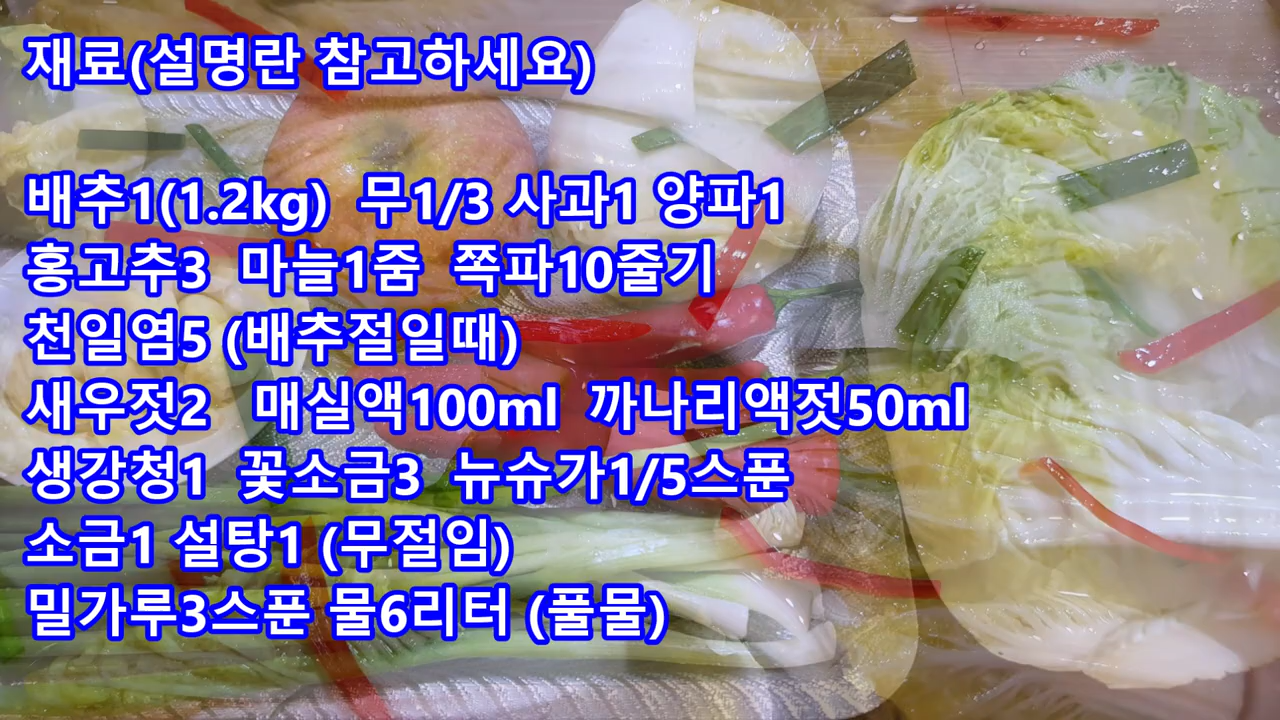 재료(설명란 참고하세요)
배추1(1.2kg) 무1/3 사과1 양파1
홍고추3 마늘1줌 쪽파10줄기
천일염5 (배추절일때)
새우젓2 매실액100ml 까나리액젓50ml
생강청1 꽃소금3 뉴슈가1/5스푼
소금1 설탕1 (무절임)
밀가루3스푼 물6리터 (풀물)